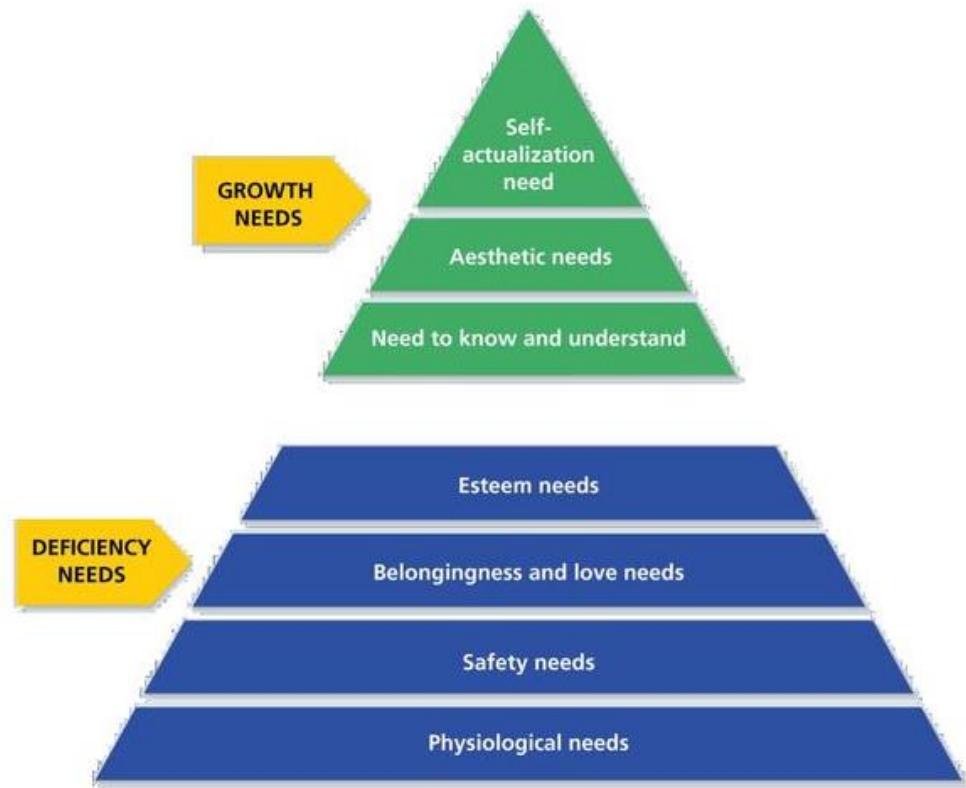 Self-
actualization
need
GROWTH
NEEDS
Aesthetic needs
Need to know and understand
Esteem needs
DEFICIENCY
NEEDS
Belongingness and love needs
Safety needs
Physiological needs